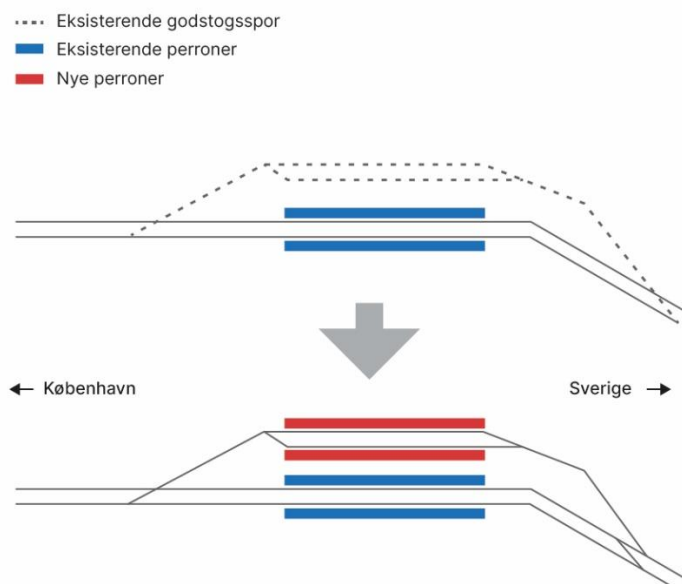 Eksisterende godstogsspor
Eksisterende perroner
Nye perroner
København
Sverige